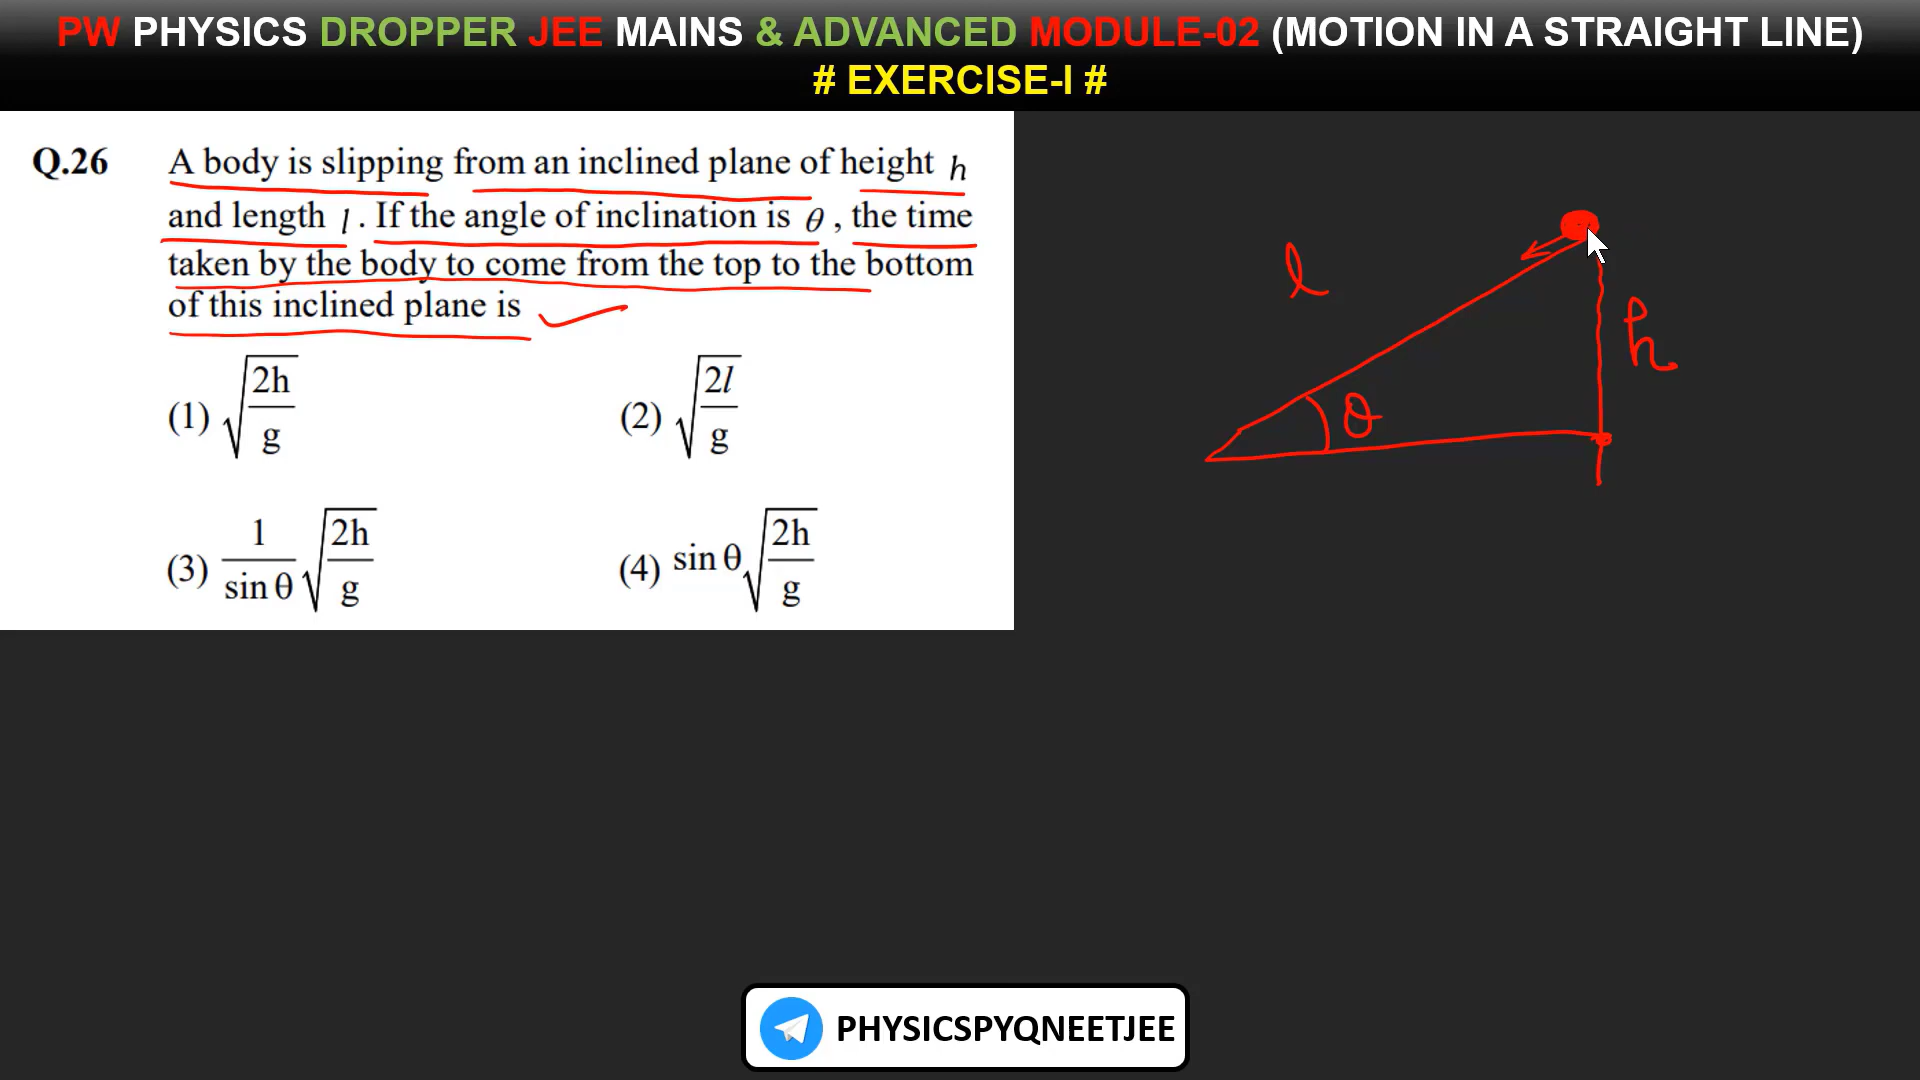 PW PHYSICS DROPPER JEE MAINS & ADVANCED MODULE-02 (MOTION IN A STRAIGHT LINE)
# EXERCISE-I #
Q.26 A body is slipping from an inclined plane of height h
and length l. If the angle of inclination is θ, the time
taken by the body to come from the top to the bottom
of this inclined plane is
(1) √(2h/g)
(2) √(2l/g)
(3) 1/sin θ √(2h/g)
(4) sin θ √(2h/g)
l
h
θ
PHYSICSPYQNEETJEE